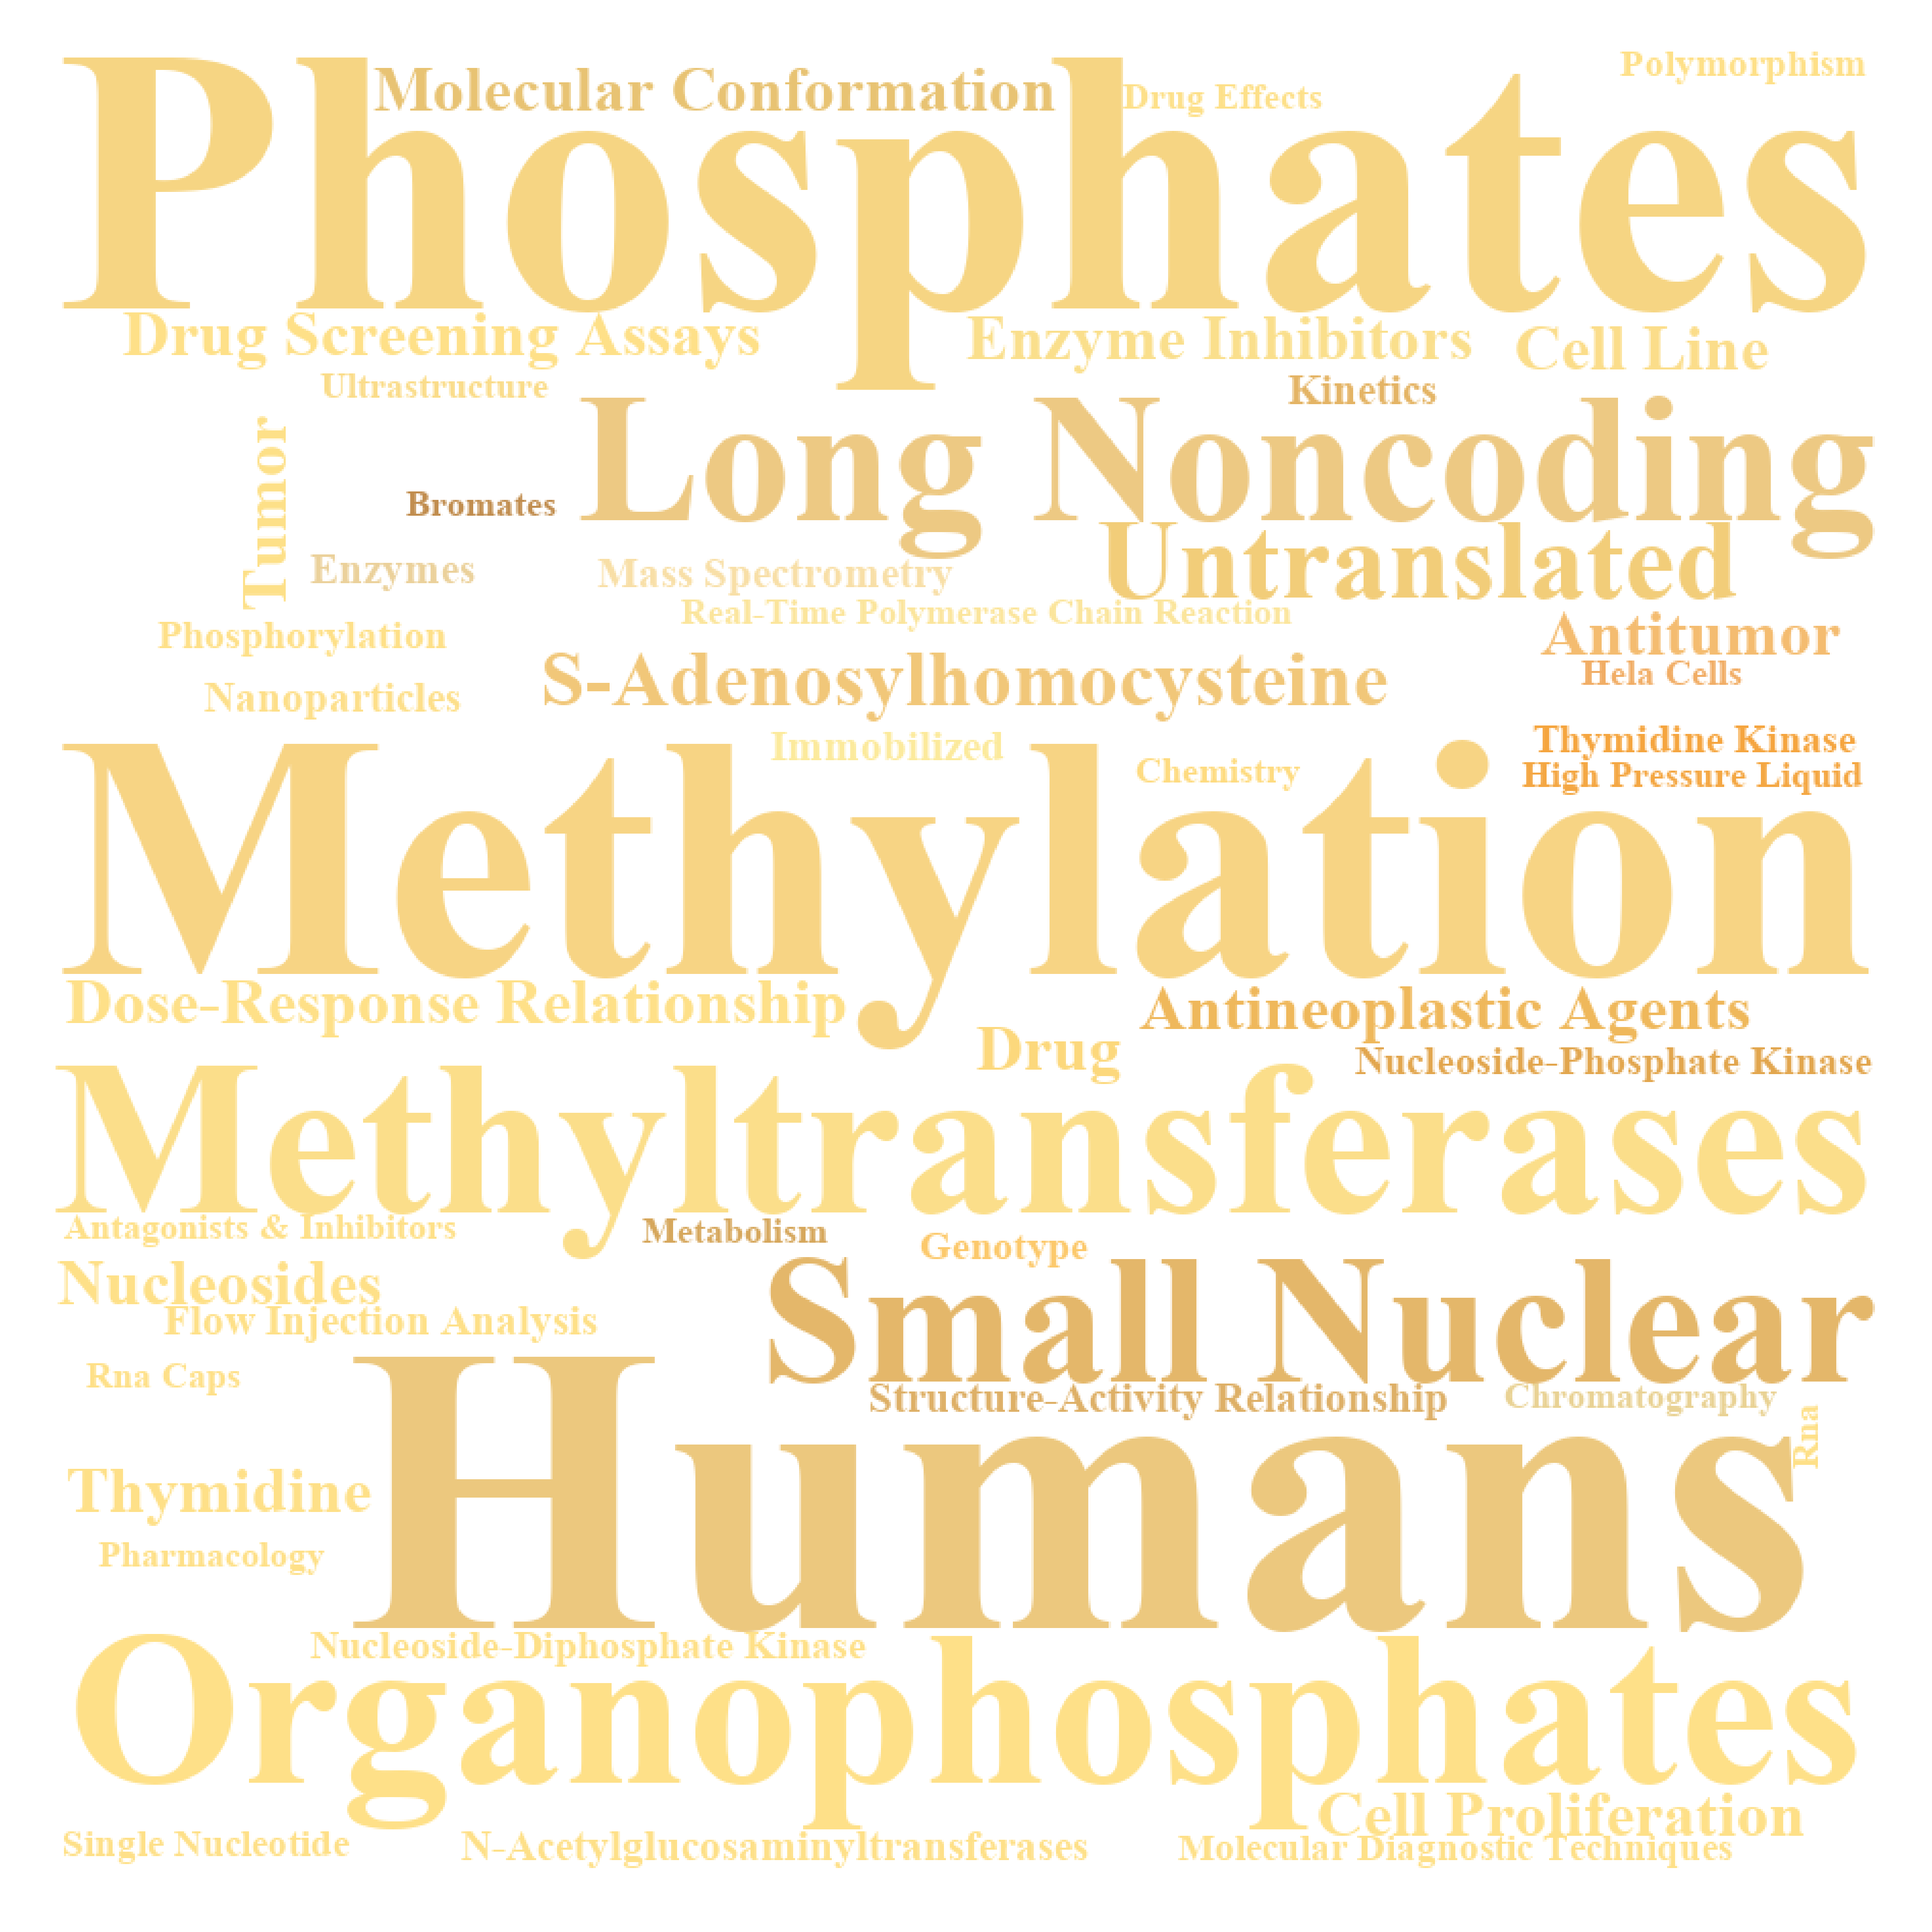 Polymorphism
Molecular Conformation
Drug Effects
Phosphates
Drug Screening Assays
Enzyme Inhibitors
Cell Line
Ultrastructure
Kinetics
Tumor
Long Noncoding
Bromates
Untranslated
Enzymes
Mass Spectrometry
Real-Time Polymerase Chain Reaction
Phosphorylation
Antitumor
Hela Cells
S-Adenosylhomocysteine
Nanoparticles
Immobilized
Thymidine Kinase
Chemistry
High Pressure Liquid
Methylation
Dose-Response Relationship
Antineoplastic Agents
Drug
Nucleoside-Phosphate Kinase
Methyltransferases
Antagonists & Inhibitors
Metabolism
Genotype
Nucleosides
Flow Injection Analysis
Small Nuclear
Rna Caps
Structure-Activity Relationship
Chromatography
Rna
Thymidine
Humans
Pharmacology
Nucleoside-Diphosphate Kinase
Organophosphates
Cell Proliferation
Single Nucleotide
N-Acetylglucosaminyltransferases
Molecular Diagnostic Techniques